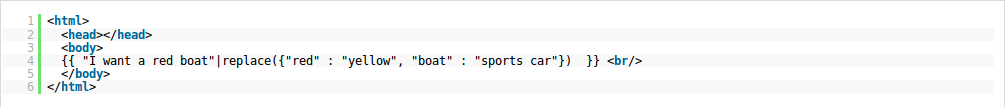 1 <html>
2   <head></head>
3   <body>
4   {{ "I want a red boat"|replace({"red" : "yellow", "boat" : "sports car"})  }} <br/>
5   </body>
6 </html>